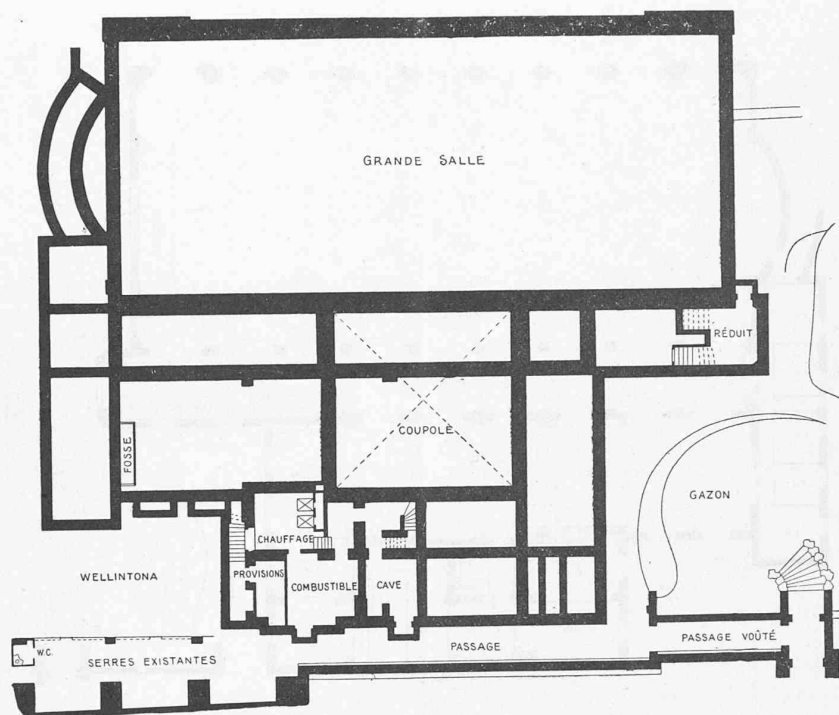 GRANDE SALLE
RÉDUIT
COUPOLE
FOSSE
GAZON
CHAUFFAGE
WELLINTONA
PROVISIONS
COMBUSTIBLE
CAVE
PASSAGE
PASSAGE VOÛTÉ
W.C.
SERRES EXISTANTES